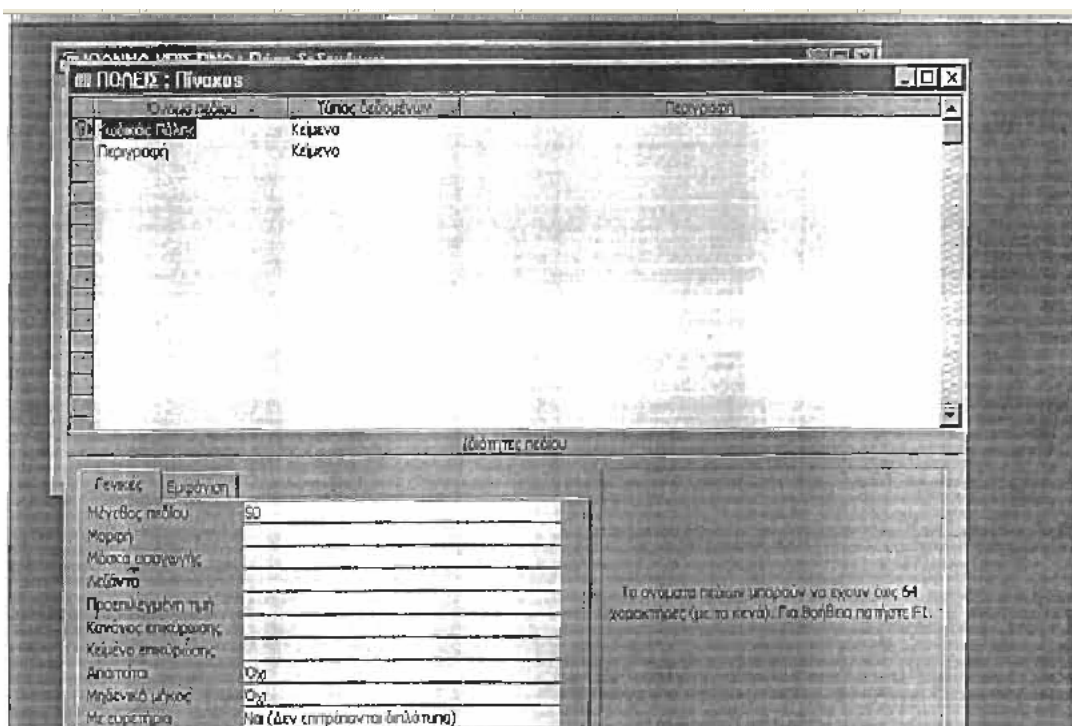 ΠΟΛΕΙΣ : Πίνακας
Όνομα πεδίου Τύπος δεδομένων Περιγραφή
Κωδικός Πόλης Κείμενο
Περιγραφή Κείμενο
Ιδιότητες πεδίου
Γενικές Εμφάνιση
Μέγεθος πεδίου 50
Μορφή
Μάσκα εισαγωγής
Λεζάντα
Προεπιλεγμένη τιμή
Κανόνας επικύρωσης
Κείμενο επικύρωσης
Απαιτείται Όχι
Μηδενικό μήκος Όχι
Με ευρετήριο Ναι (Δεν επιτρέπονται διπλότυπα)
Τα ονόματα πεδίων μπορούν να έχουν έως 64
χαρακτήρες (με τα κενά). Για βοήθεια πατήστε F1.